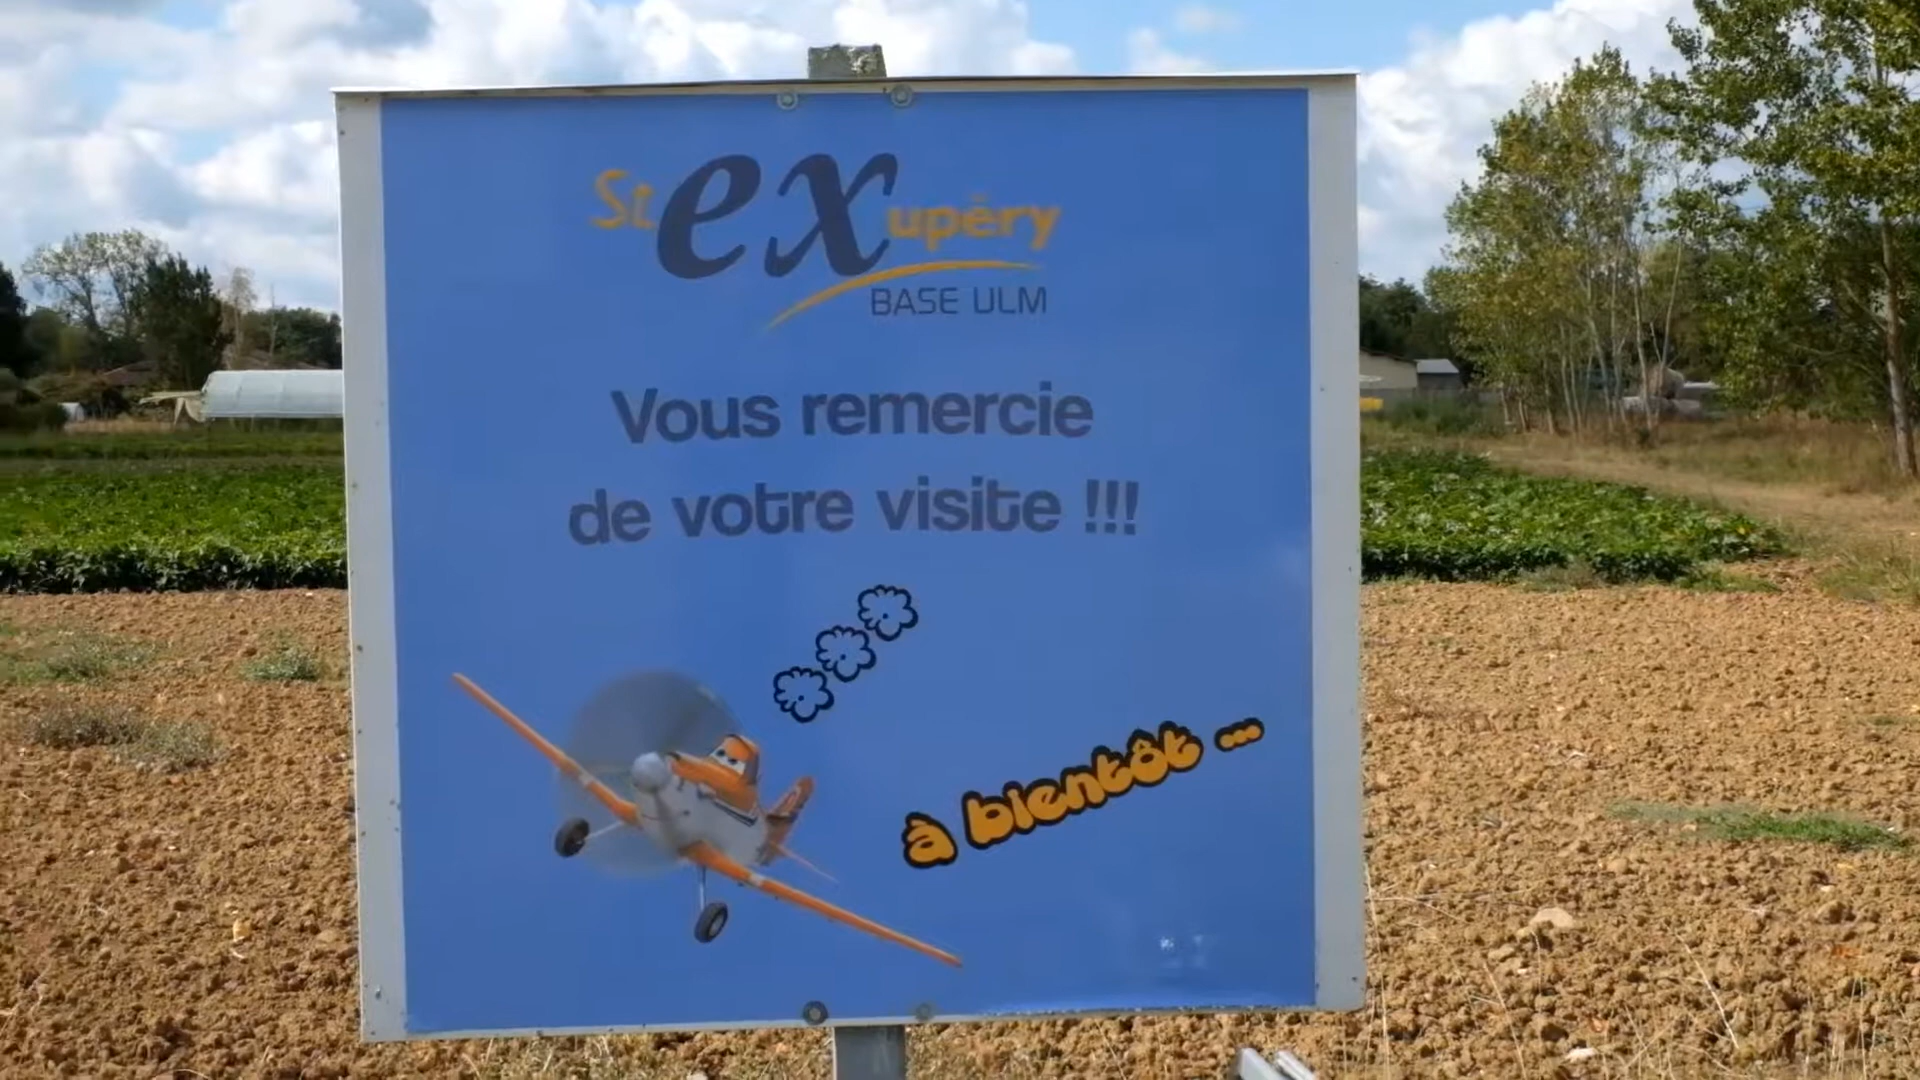 St exupéry
BASE ULM
Vous remercie
de votre visite !!!
à bientôt ...